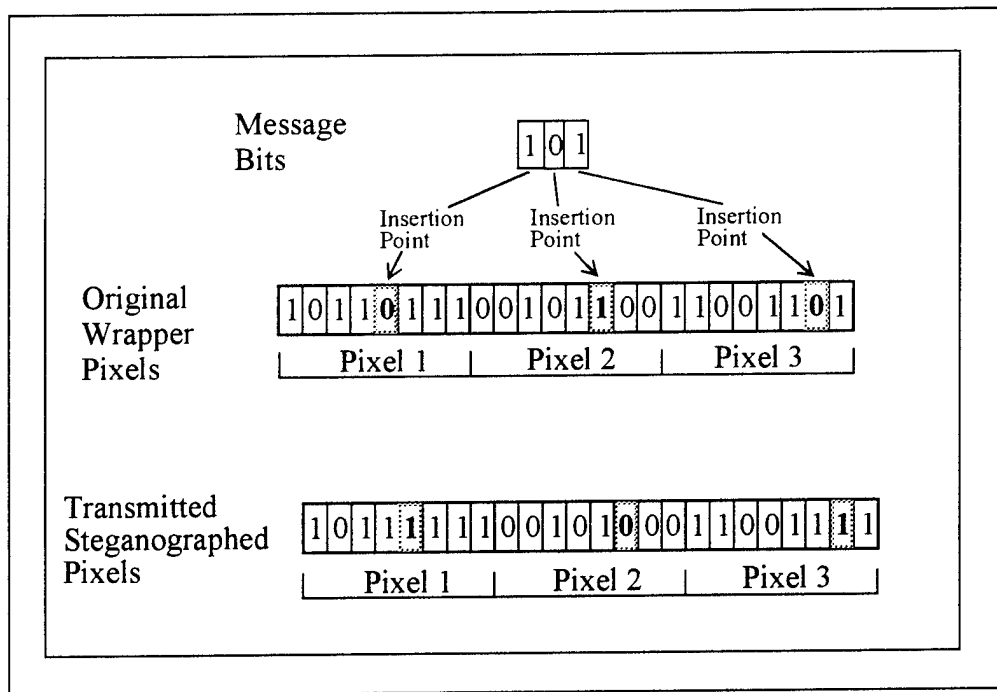 Message
Bits
1 0 1
Insertion
Point
Insertion
Point
Insertion
Point
Original
Wrapper
Pixels
1 0 1 1 0 1 1 1 0 0 1 0 1 1 0 0 1 1 0 0 1 1 0 1
Pixel 1 Pixel 2 Pixel 3
Transmitted
Steganographed
Pixels
1 0 1 1 1 1 1 1 0 0 1 0 1 0 0 0 1 1 0 0 1 1 1 1
Pixel 1 Pixel 2 Pixel 3